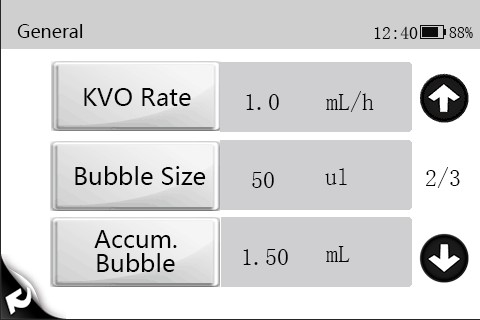 General
12:40 88%
KVO Rate 1.0 mL/h
Bubble Size 50 ul 2/3
Accum.
Bubble 1.50 mL